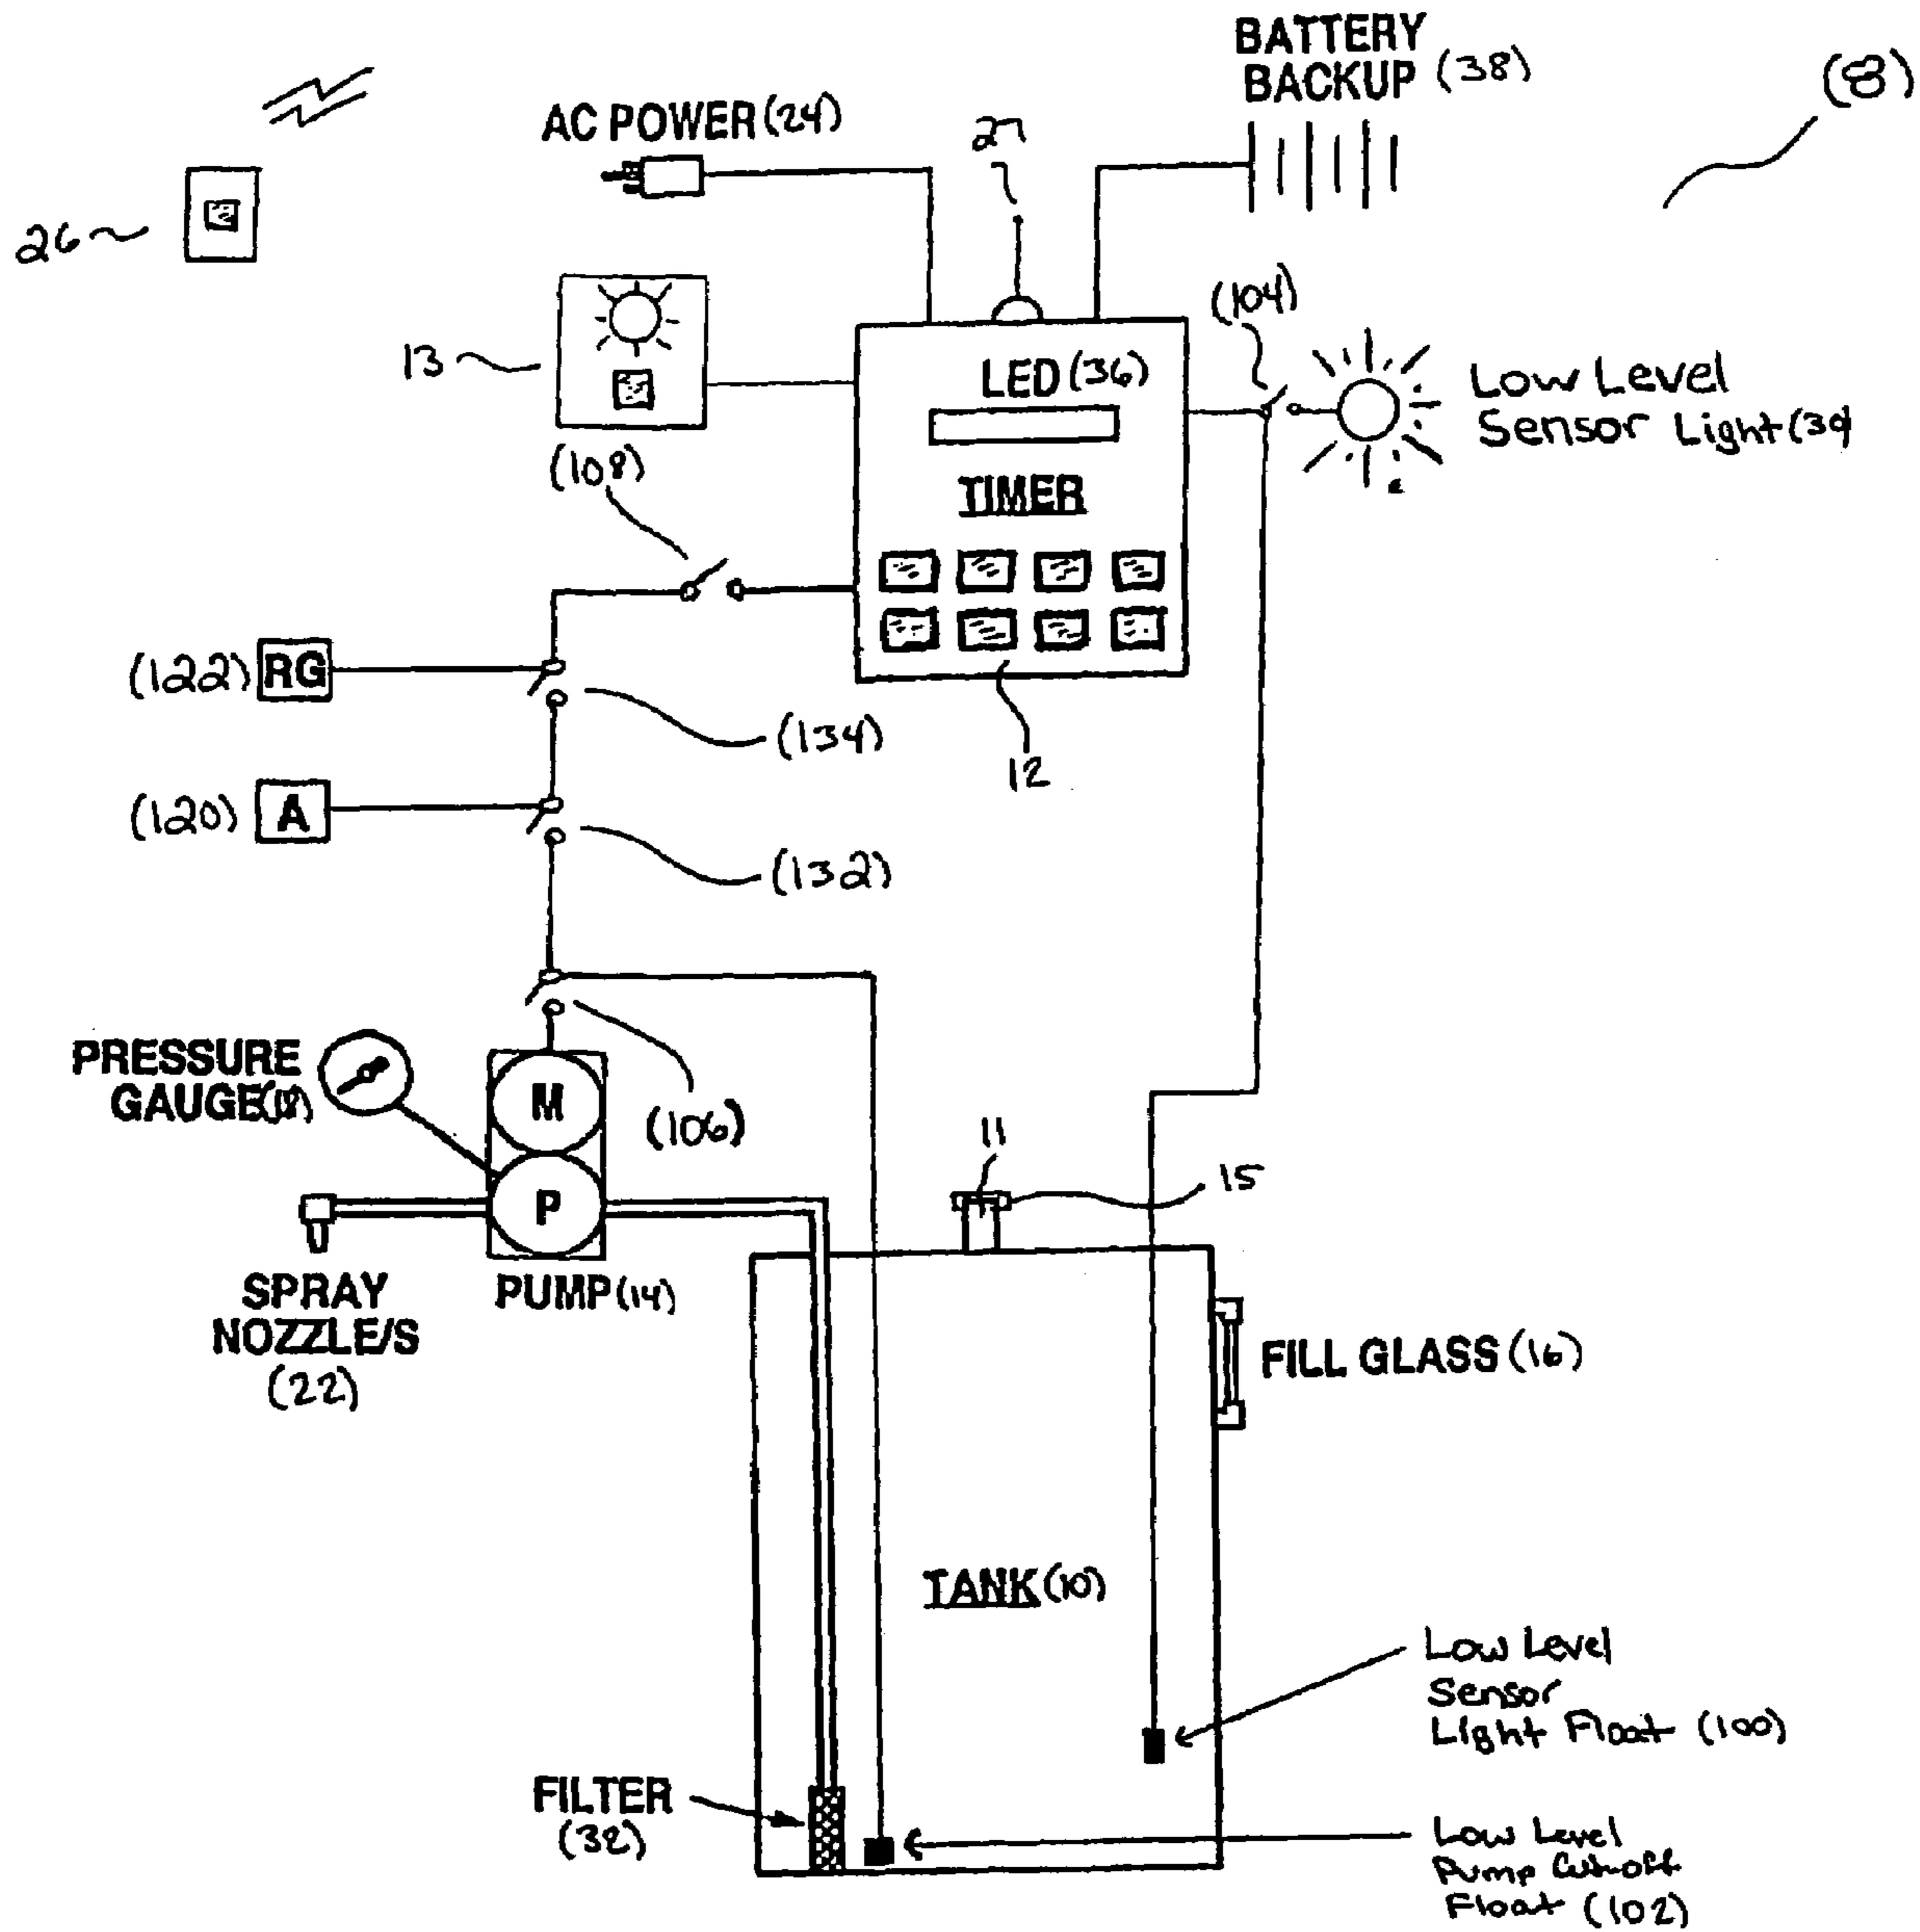 BATTERY
BACKUP (38)
(8)
AC POWER (24)
27
26
(104)
13
LED (36)
Low Level
Sensor Light
(108)
TIMER
(122) RG
(134)
12
(120) A
(132)
PRESSURE
GAUGE
M
(106)
11
15
P
SPRAY
NOZZLE/S
(22)
PUMP (14)
FILL GLASS (16)
TANK (10)
Low Level
Sensor
Light Float (100)
FILTER
(32)
Low Level
Pump Cut-off
Float (102)